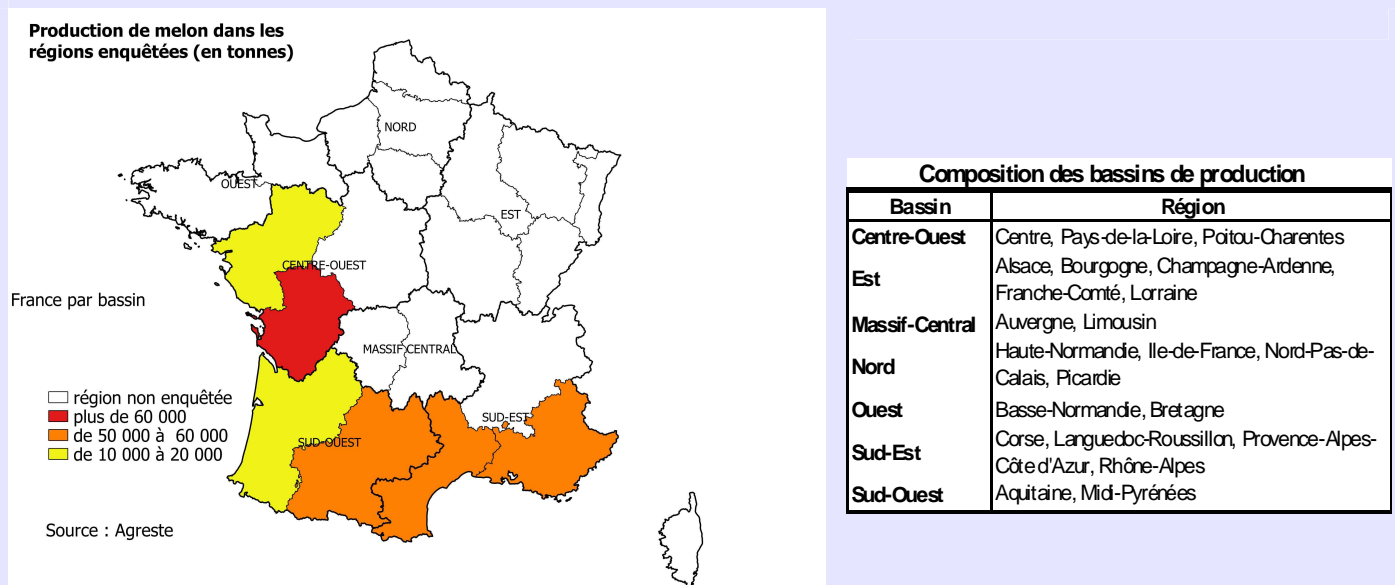 Production de melon dans les
régions enquêtées (en tonnes)
NORD
OUEST
EST
CENTRE-OUEST
France par bassin
MASSIF CENTRAL
région non enquêtée
plus de 60 000
SUD-EST
de 50 000 à 60 000
SUD-OUEST
de 10 000 à 20 000
Source : Agreste
Composition des bassins de production
Bassin Région
Centre-Ouest Centre, Pays-de-la-Loire, Poitou-Charentes
Est Alsace, Bourgogne, Champagne-Ardenne,
Franche-Comté, Lorraine
Massif-Central Auvergne, Limousin
Nord Haute-Normandie, Ile-de-France, Nord-Pas-de-
Calais, Picardie
Ouest Basse-Normandie, Bretagne
Sud-Est Corse, Languedoc-Roussillon, Provence-Alpes-
Côte d'Azur, Rhône-Alpes
Sud-Ouest Aquitaine, Midi-Pyrénées